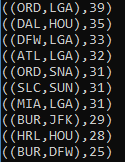 ((ORD,LGA),39)
((DAL,HOU),35)
((DFW,LGA),33)
((ATL,LGA),32)
((ORD,SNA),31)
((SLC,SUN),31)
((MIA,LGA),31)
((BUR,JFK),29)
((HRL,HOU),28)
((BUR,DFW),25)